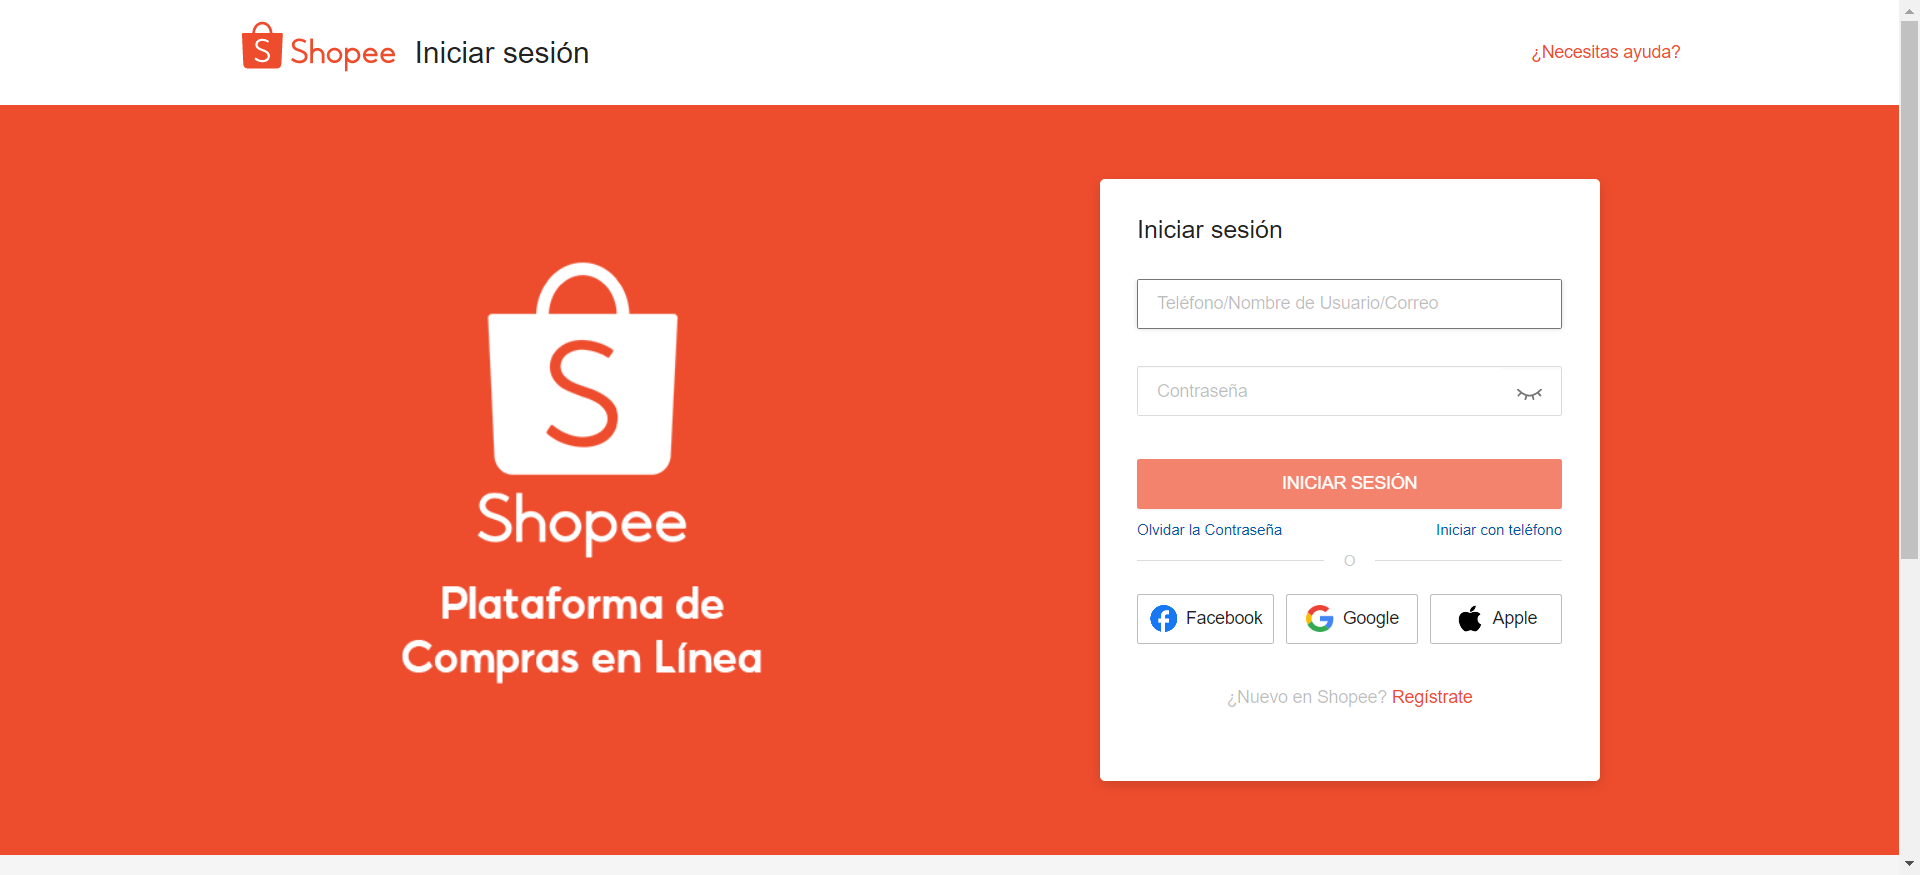 Shopee Iniciar sesión
¿Necesitas ayuda?
S
Shopee
Plataforma de
Compras en Línea
Iniciar sesión
Teléfono/Nombre de Usuario/Correo
Contraseña
INICIAR SESIÓN
Olvidar la Contraseña
Iniciar con teléfono
O
Facebook
Google
Apple
¿Nuevo en Shopee? Regístrate